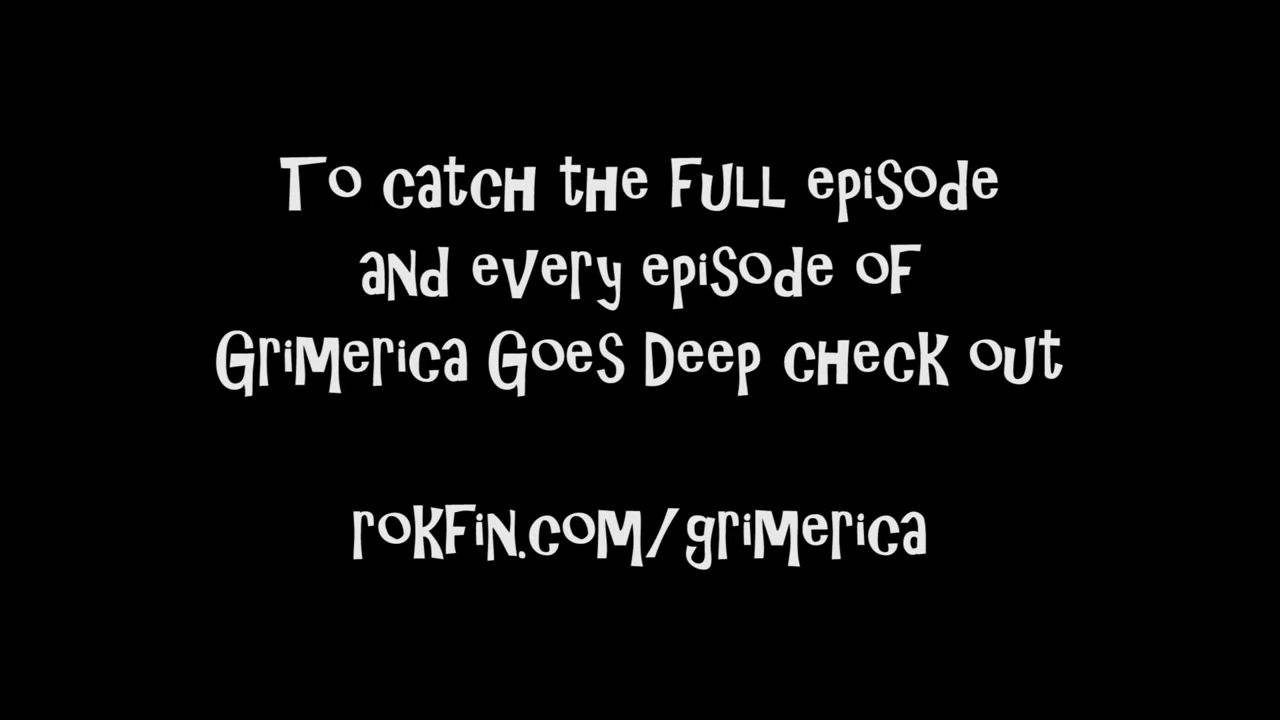 To catch the full episode
and every episode of
Grimerica Goes Deep check out
rokfin.com/grimerica